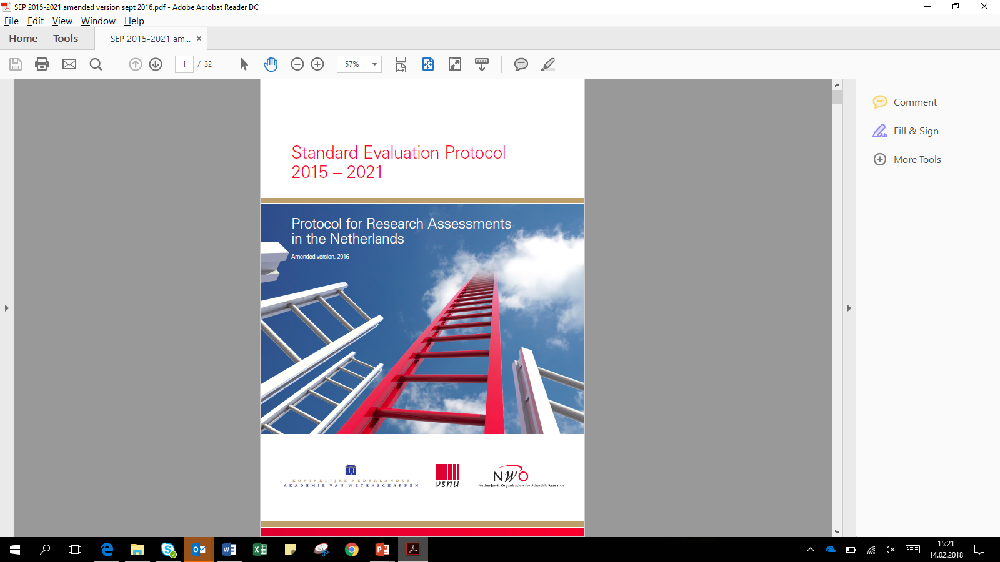 SEP 2015-2021 amended version sept 2016.pdf - Adobe Acrobat Reader DC
File Edit View Window Help
Home Tools SEP 2015-2021 am...
1 / 32 57%
Comment
Fill & Sign
More Tools
Standard Evaluation Protocol
2015 – 2021
Protocol for Research Assessments
in the Netherlands
Amended version, 2016
KONINKLIJKE NEDERLANDSE
AKADEMIE VAN WETENSCHAPPEN
vsnu
NWO
Netherlands Organisation for Scientific Research
15:21
14.02.2018